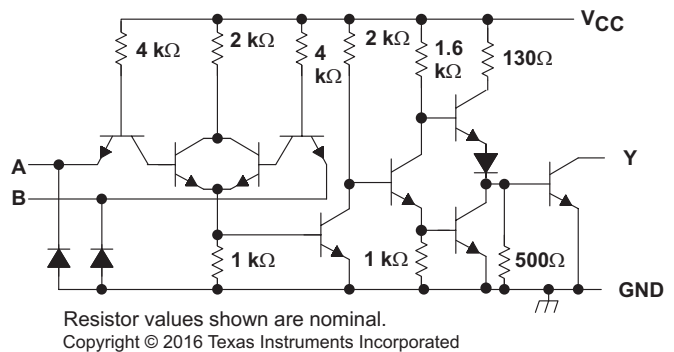 VCC
4 kΩ
2 kΩ
4
kΩ
2 kΩ
1.6
kΩ
130Ω
A
B
Y
1 kΩ
1 kΩ
500Ω
GND
Resistor values shown are nominal.
Copyright © 2016 Texas Instruments Incorporated